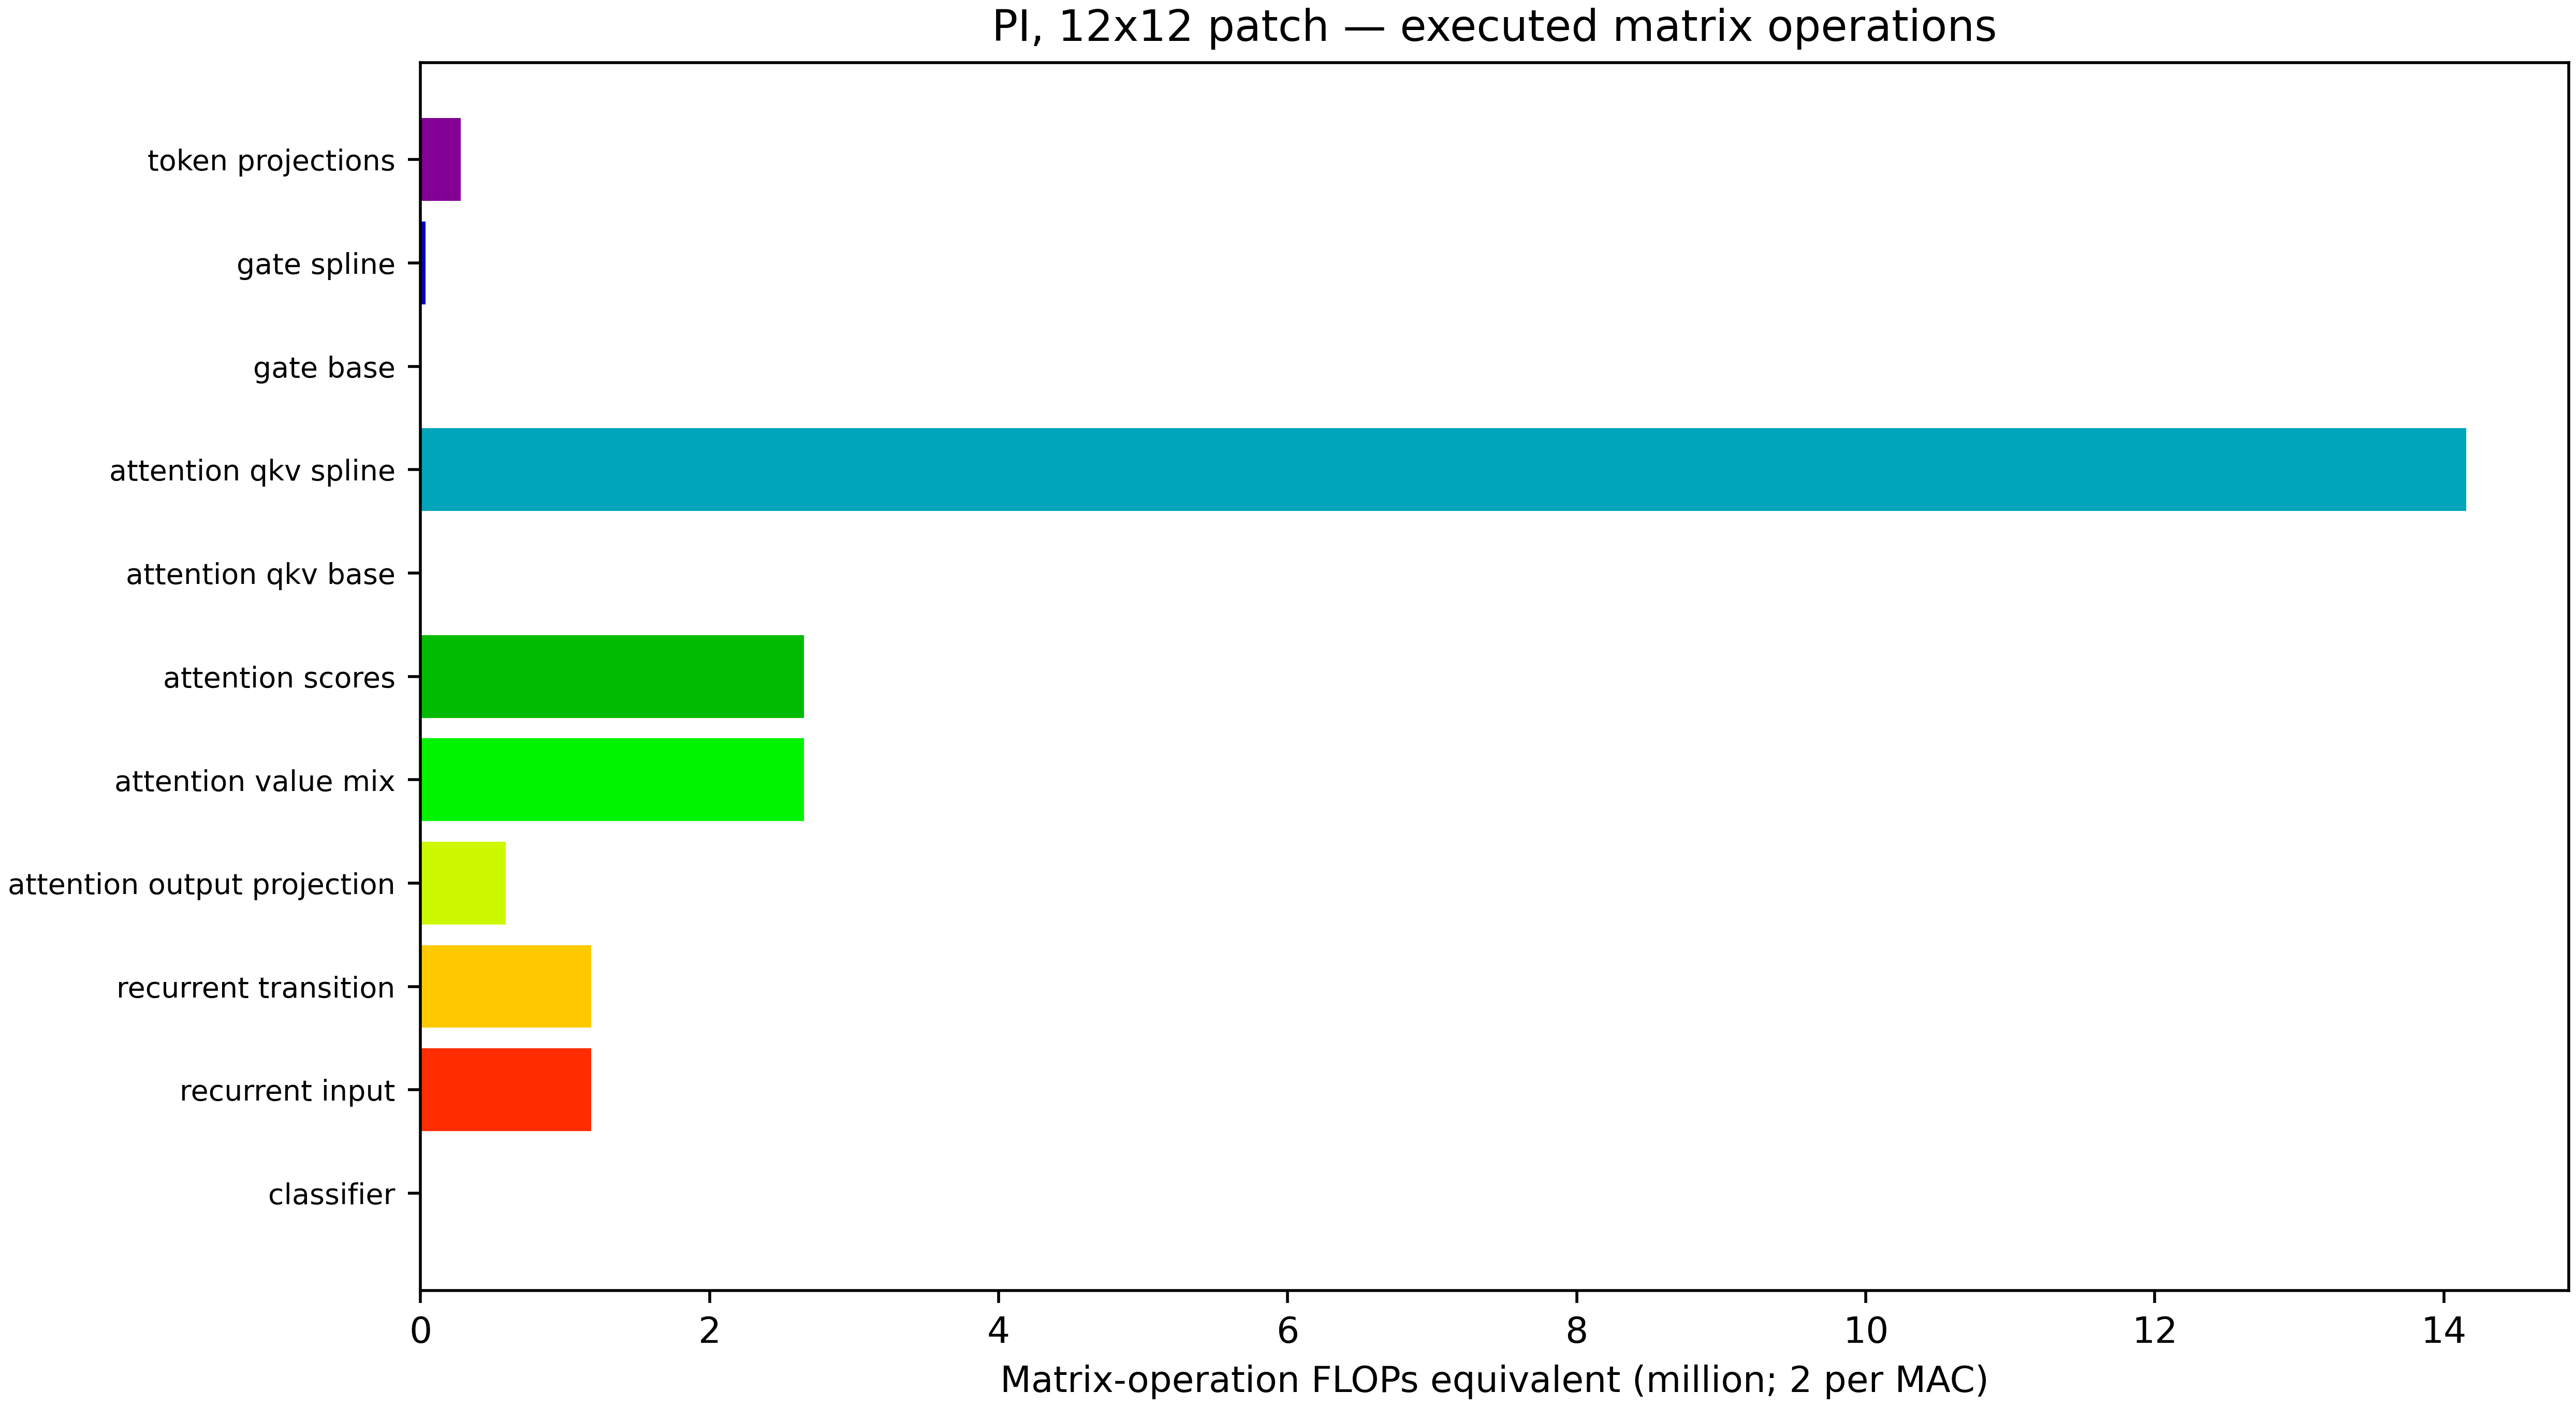 PI, 12x12 patch — executed matrix operations
token projections
gate spline
gate base
attention qkv spline
attention qkv base
attention scores
attention value mix
attention output projection
recurrent transition
recurrent input
classifier
0 2 4 6 8 10 12 14
Matrix-operation FLOPs equivalent (million; 2 per MAC)